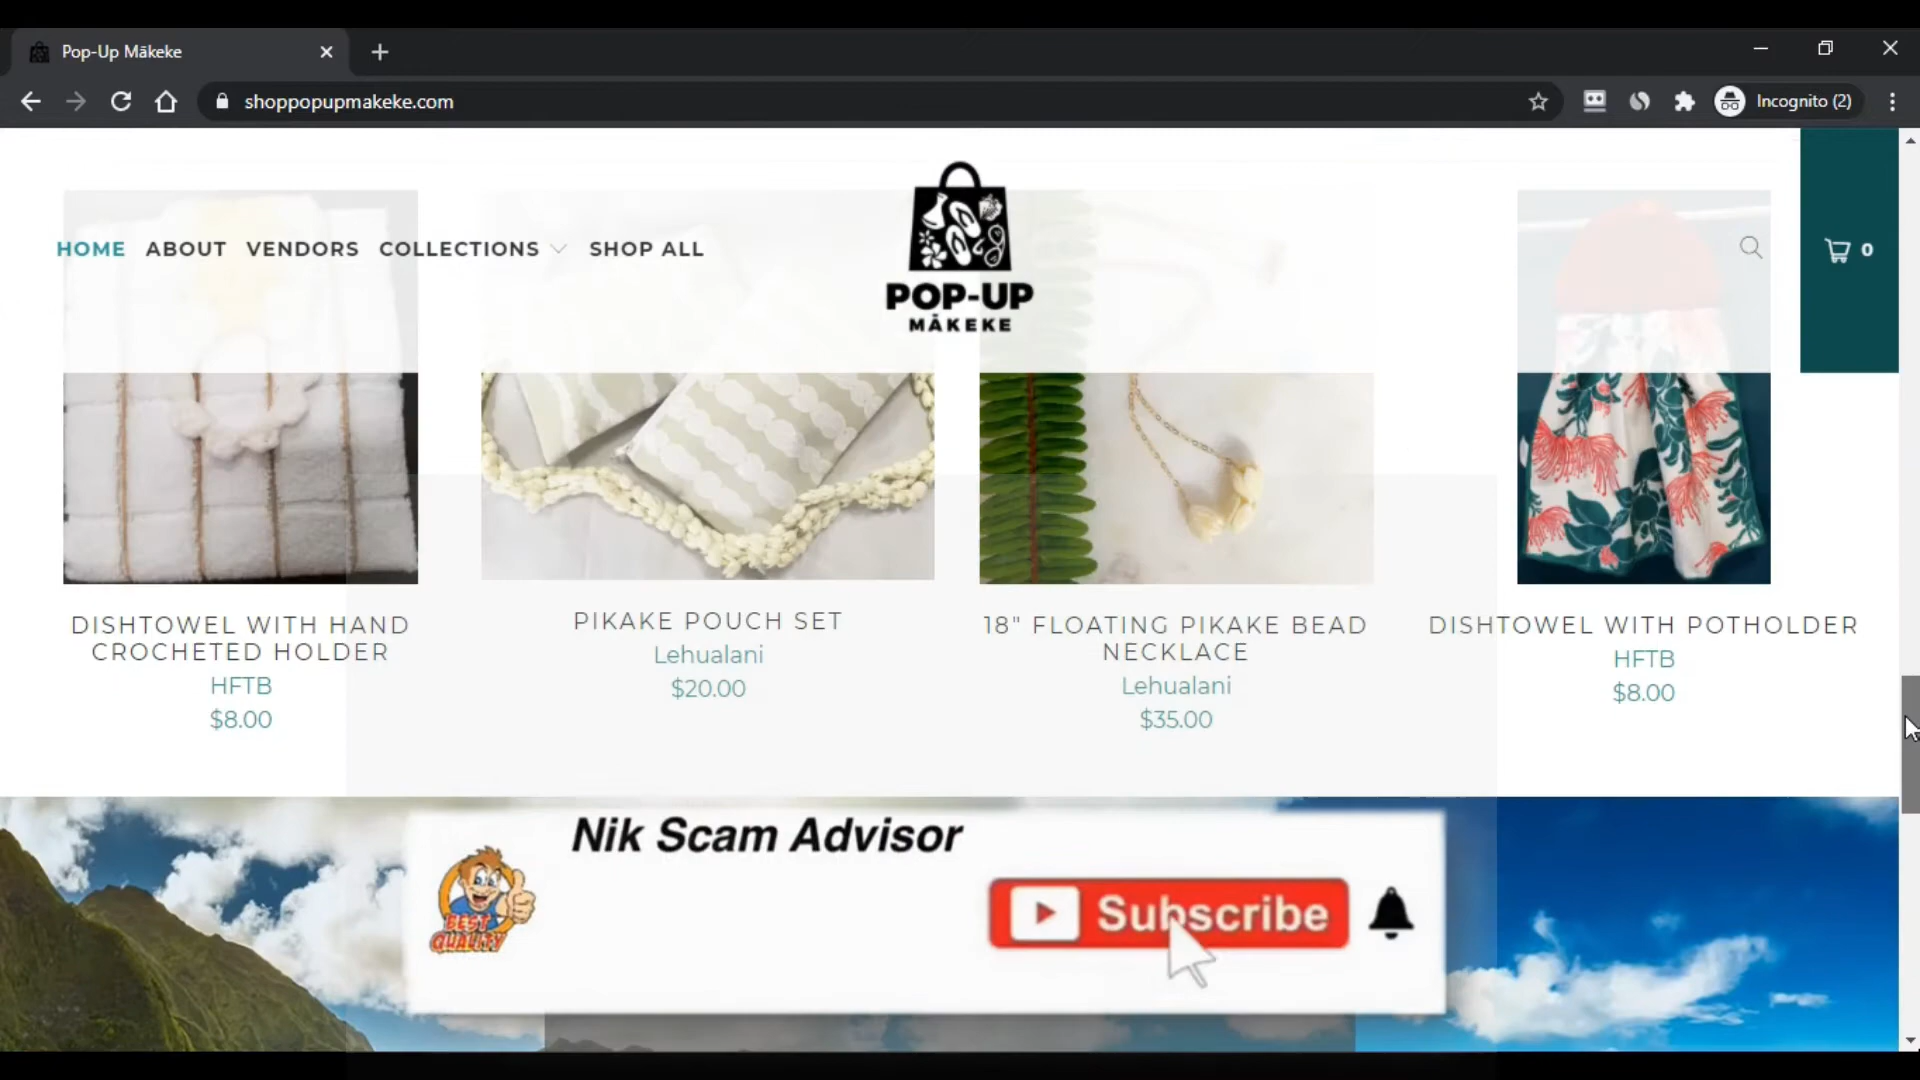 Pop-Up Mākeke
shoppopupmakeke.com
Incognito (2)
HOME ABOUT VENDORS COLLECTIONS SHOP ALL
POP-UP
MĀKEKE
0
DISHTOWEL WITH HAND
CROCHETED HOLDER
HFTB
$8.00
PIKAKE POUCH SET
Lehualani
$20.00
18" FLOATING PIKAKE BEAD
NECKLACE
Lehualani
$35.00
DISHTOWEL WITH POTHOLDER
HFTB
$8.00
Nik Scam Advisor
BEST
QUALITY
Subscribe